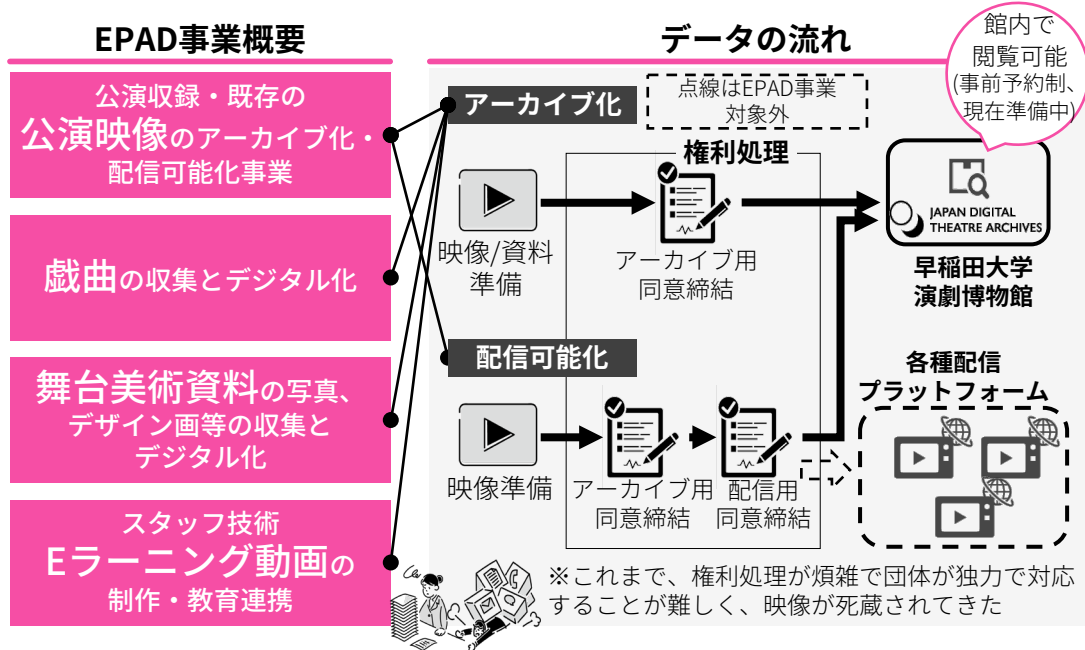 EPAD事業概要
公演収録・既存の
公演映像のアーカイブ化・
配信可能化事業
戯曲の収集とデジタル化
舞台美術資料の写真、
デザイン画等の収集と
デジタル化
スタッフ技術
Eラーニング動画の
制作・教育連携
データの流れ
館内で
閲覧可能
(事前予約制、
現在準備中)
アーカイブ化
点線はEPAD事業
対象外
権利処理
映像/資料
準備
アーカイブ用
同意締結
JAPAN DIGITAL
THEATRE ARCHIVES
早稲田大学
演劇博物館
配信可能化
映像準備
アーカイブ用
同意締結
配信用
同意締結
各種配信
プラットフォーム
※これまで、権利処理が煩雑で団体が独力で対応
することが難しく、映像が死蔵されてきた